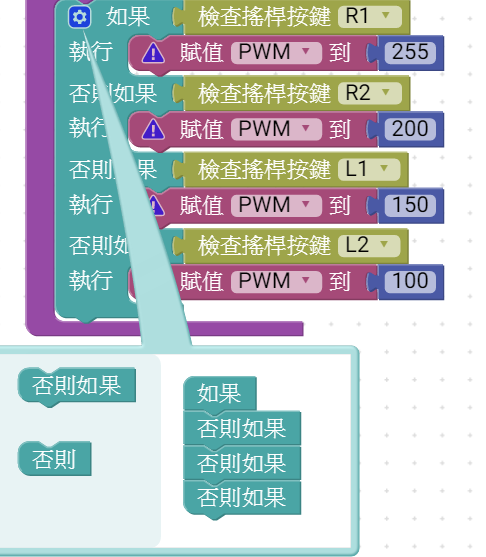 如果 檢查搖桿按鍵 R1
執行 賦值 PWM 到 255
否則如果 檢查搖桿按鍵 R2
執行 賦值 PWM 到 200
否則如果 檢查搖桿按鍵 L1
執行 賦值 PWM 到 150
否則如果 檢查搖桿按鍵 L2
執行 賦值 PWM 到 100
否則如果
否則
如果
否則如果
否則如果
否則如果